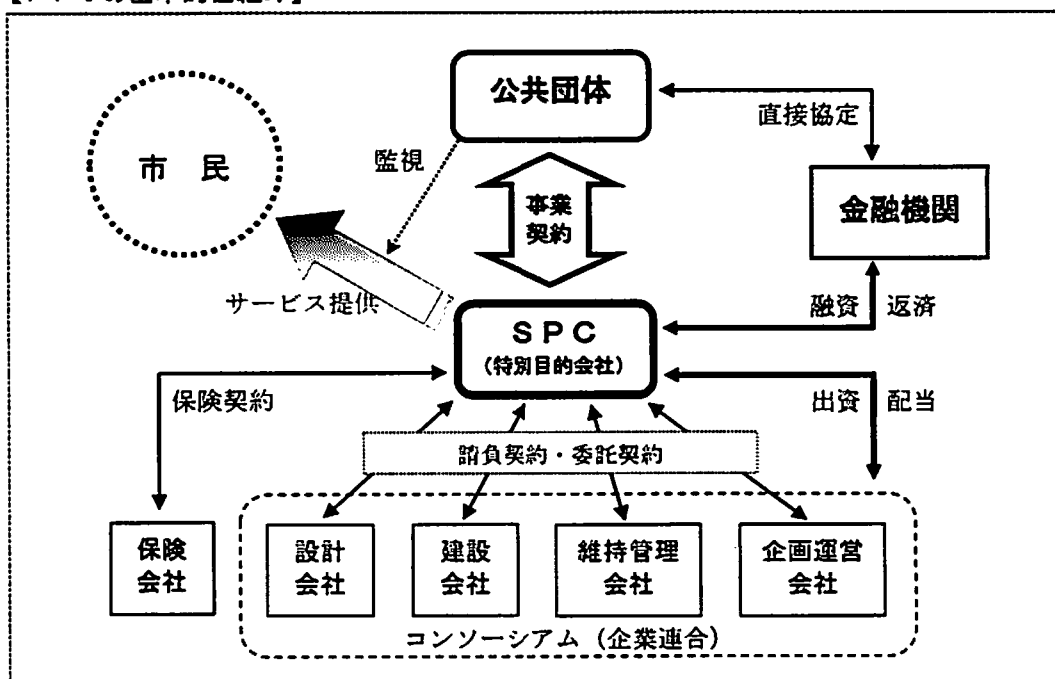 公共団体
直接協定
市 民
監視
金融機関
事業
契約
サービス提供
融資 返済
SPC
(特別目的会社)
保険契約
出資 配当
請負契約・委託契約
保険
会社
設計
会社
建設
会社
維持管理
会社
企画運営
会社
コンソーシアム(企業連合)